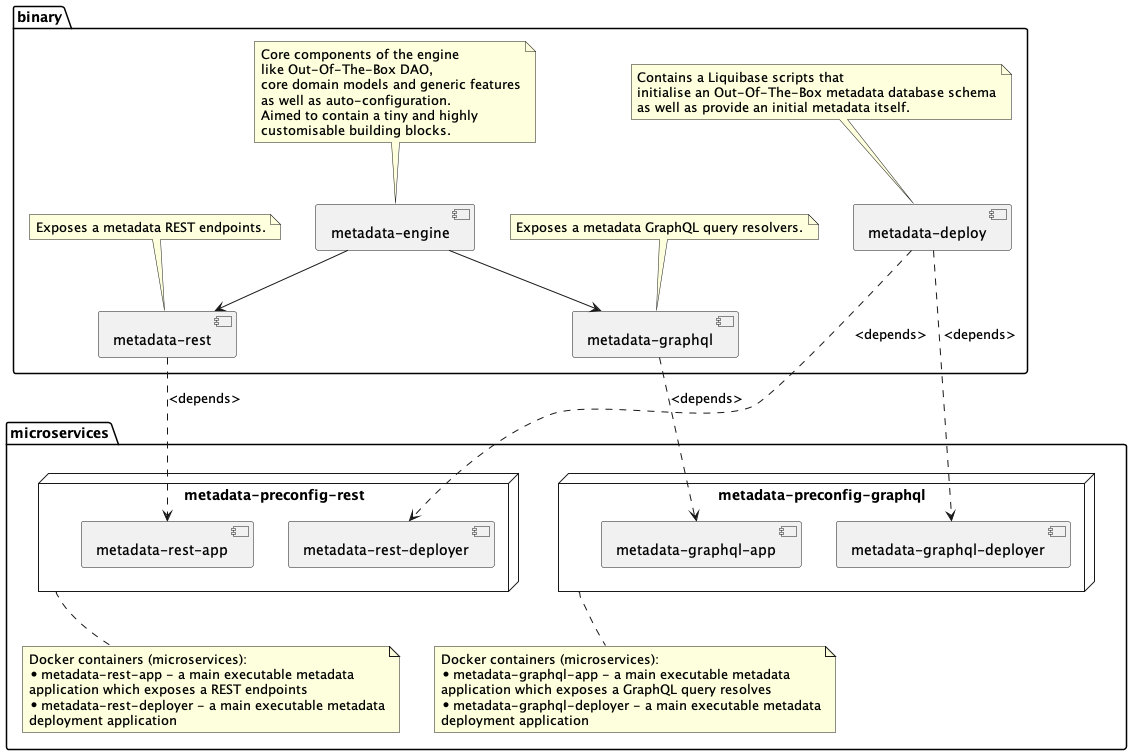 binary
Core components of the engine
like Out-Of-The-Box DAO,
core domain models and generic features
as well as auto-configuration.
Aimed to contain a tiny and highly
customisable building blocks.
Contains a Liquibase scripts that
initialise an Out-Of-The-Box metadata database schema
as well as provide an initial metadata itself.
Exposes a metadata REST endpoints.
metadata-engine
Exposes a metadata GraphQL query resolvers.
metadata-deploy
metadata-rest
metadata-graphql
<depends>
<depends>
<depends>
<depends>
microservices
metadata-preconfig-rest
metadata-preconfig-graphql
metadata-rest-app
metadata-rest-deployer
metadata-graphql-app
metadata-graphql-deployer
Docker containers (microservices):
• metadata-rest-app - a main executable metadata
application which exposes a REST endpoints
• metadata-rest-deployer - a main executable metadata
deployment application
Docker containers (microservices):
• metadata-graphql-app - a main executable metadata
application which exposes a GraphQL query resolves
• metadata-graphql-deployer - a main executable metadata
deployment application